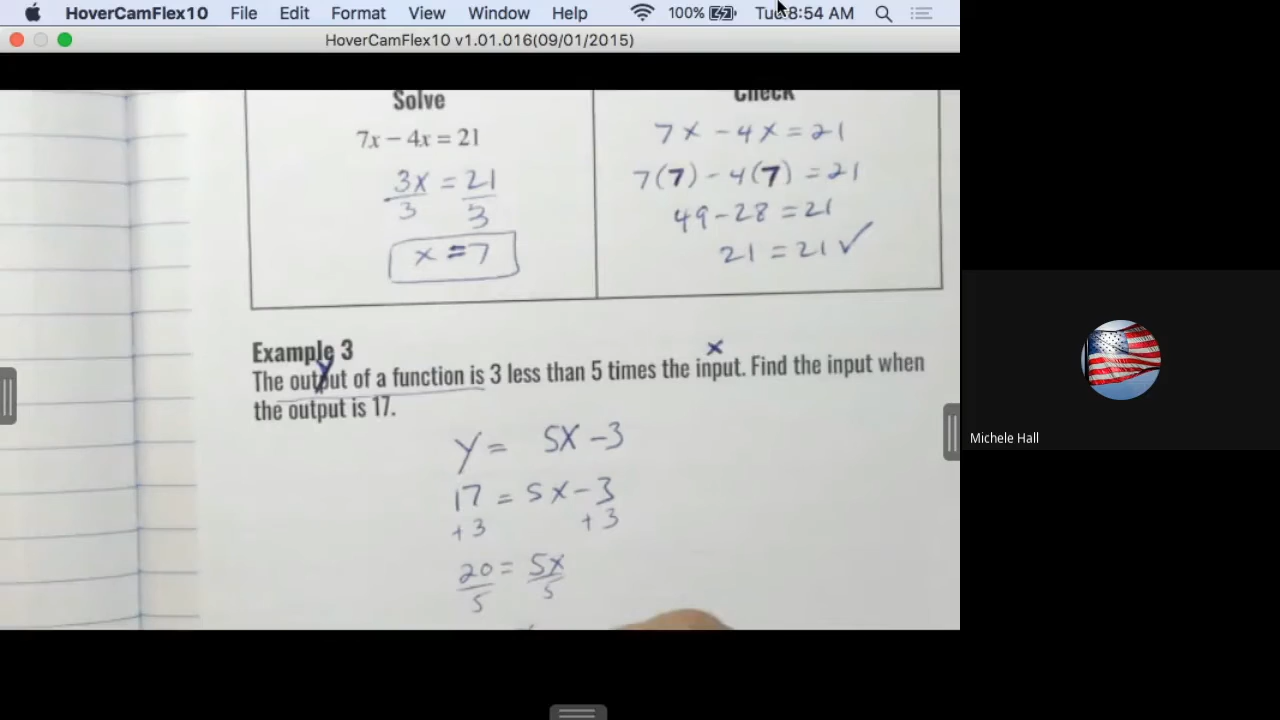 HoverCamFlex10 File Edit Format View Window Help 100% Tue 8:54 AM
HoverCamFlex10 v1.01.016(09/01/2015)
Solve
7x – 4x = 21
3x = 21
3 3
x = 7
Check
7x - 4x = 21
7(7) - 4(7) = 21
49 - 28 = 21
21 = 21 ✓
Example 3
x
y
The output of a function is 3 less than 5 times the input. Find the input when
the output is 17.
y = 5x - 3
17 = 5x - 3
+3 +3
20 = 5x
5 5
Michele Hall